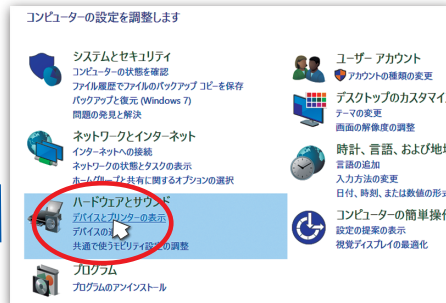 コンピューターの設定を調整します
システムとセキュリティ
コンピューターの状態を確認
ファイル履歴でファイルのバックアップ コピーを保存
バックアップと復元 (Windows 7)
問題の発見と解決
ネットワークとインターネット
インターネットへの接続
ネットワークの状態とタスクの表示
ホームグループと共有に関するオプションの選択
ハードウェアとサウンド
デバイスとプリンターの表示
デバイスの
共通で使うモビリティ設定の調整
プログラム
プログラムのアンインストール
ユーザー アカウント
アカウントの種類の変更
デスクトップのカスタマイ
テーマの変更
画面の解像度の調整
時計、言語、および地
言語の追加
入力方法の変更
日付、時刻、または数値の形
コンピューターの簡単操
設定の提案の表示
視覚ディスプレイの最適化